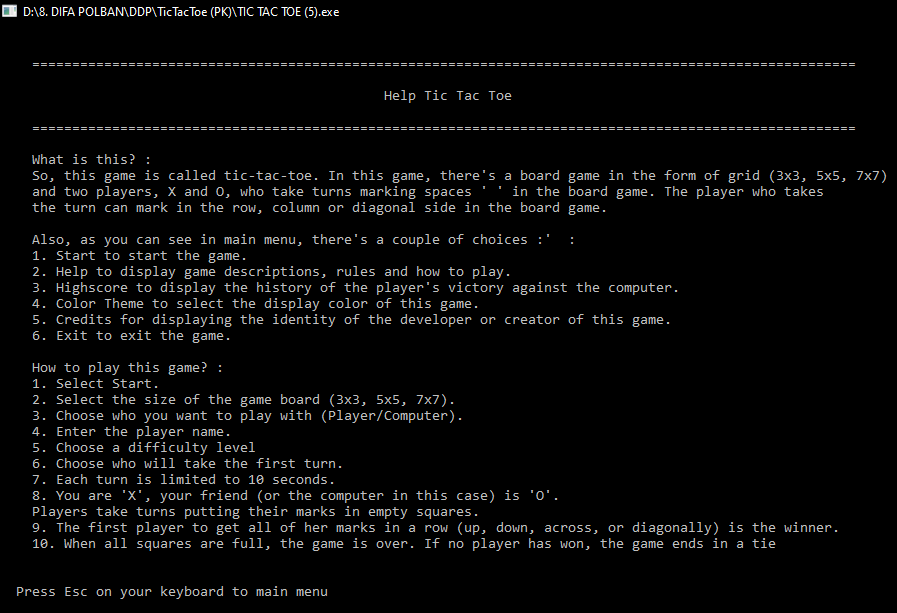 D:\8. DIFA POLBAN\DDP\TicTacToe (PK)\TIC TAC TOE (5).exe
=======================================================================================================
Help Tic Tac Toe
=======================================================================================================
What is this? :
So, this game is called tic-tac-toe. In this game, there's a board game in the form of grid (3x3, 5x5, 7x7)
and two players, X and O, who take turns marking spaces ' ' in the board game. The player who takes
the turn can mark in the row, column or diagonal side in the board game.
Also, as you can see in main menu, there's a couple of choices :'  :
1. Start to start the game.
2. Help to display game descriptions, rules and how to play.
3. Highscore to display the history of the player's victory against the computer.
4. Color Theme to select the display color of this game.
5. Credits for displaying the identity of the developer or creator of this game.
6. Exit to exit the game.
How to play this game? :
1. Select Start.
2. Select the size of the game board (3x3, 5x5, 7x7).
3. Choose who you want to play with (Player/Computer).
4. Enter the player name.
5. Choose a difficulty level
6. Choose who will take the first turn.
7. Each turn is limited to 10 seconds.
8. You are 'X', your friend (or the computer in this case) is 'O'.
Players take turns putting their marks in empty squares.
9. The first player to get all of her marks in a row (up, down, across, or diagonally) is the winner.
10. When all squares are full, the game is over. If no player has won, the game ends in a tie
Press Esc on your keyboard to main menu